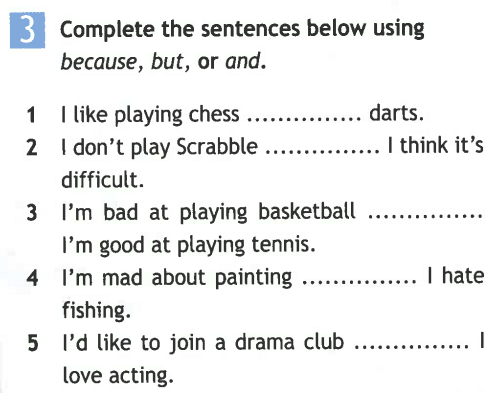 3 Complete the sentences below using
because, but, or and.
1 I like playing chess ............... darts.
2 I don't play Scrabble ............... I think it's
difficult.
3 I'm bad at playing basketball ...............
I'm good at playing tennis.
4 I'm mad about painting ............... I hate
fishing.
5 I'd like to join a drama club ............... I
love acting.